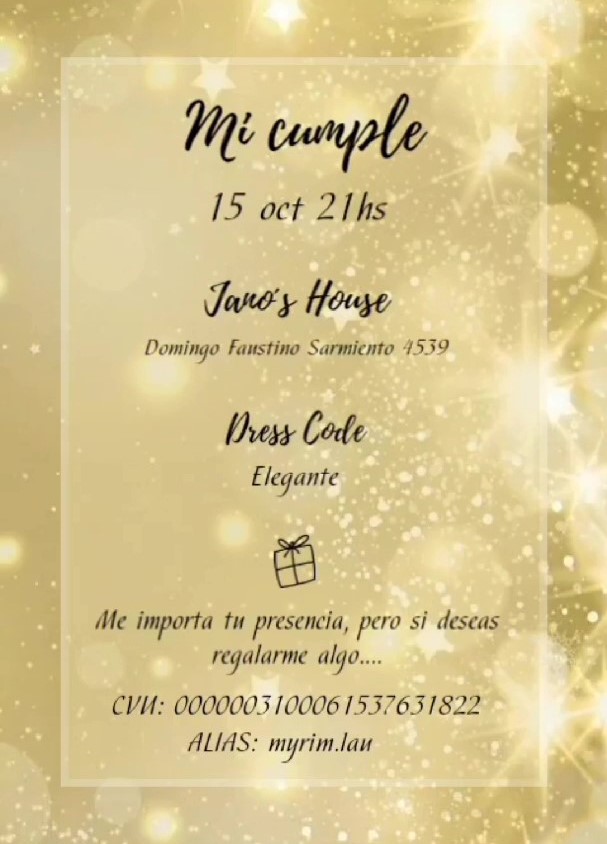 Mi cumple
15 oct 21hs
Jano's House
Domingo Faustino Sarmiento 4539
Dress Code
Elegante
Me importa tu presencia, pero si deseas
regalarme algo....
CVU: 0000003100061537631822
ALIAS: myrim.lau